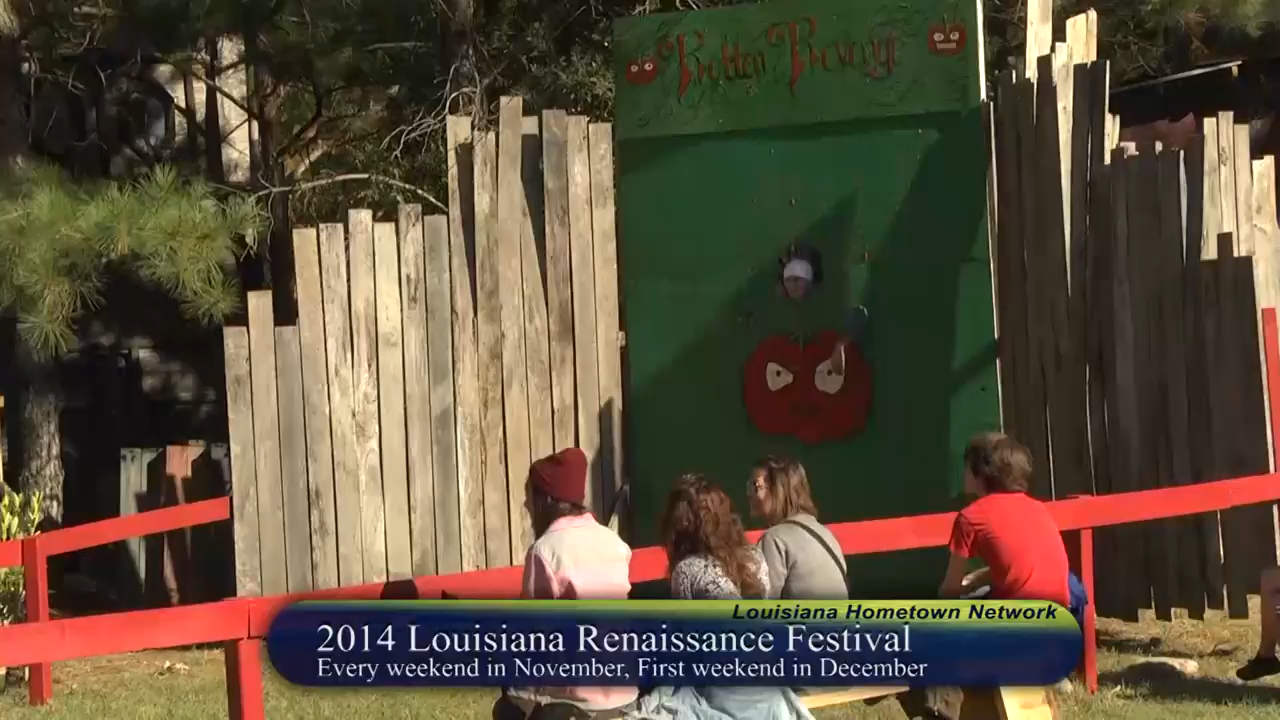 Rotten Revenge
Louisiana Hometown Network
2014 Louisiana Renaissance Festival
Every weekend in November, First weekend in December